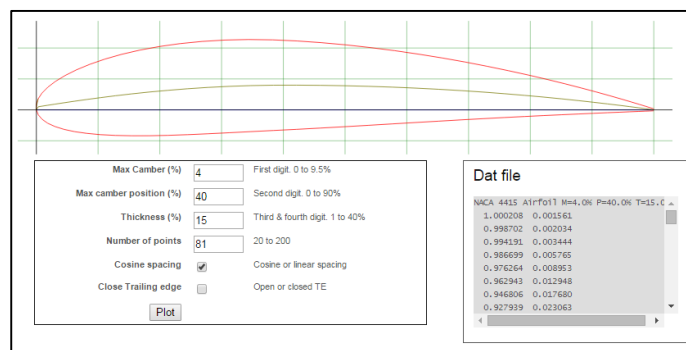 Max Camber (%) 4 First digit. 0 to 9.5%
Max camber position (%) 40 Second digit. 0 to 90%
Thickness (%) 15 Third & fourth digit. 1 to 40%
Number of points 81 20 to 200
Cosine spacing Cosine or linear spacing
Close Trailing edge Open or closed TE
Plot
Dat file
NACA 4415 Airfoil M=4.0% P=40.0% T=15.0
1.000208 0.001561
0.998702 0.002034
0.994191 0.003444
0.986699 0.005765
0.976264 0.008953
0.962943 0.012948
0.946806 0.017680
0.927939 0.023063